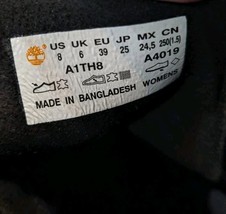 US UK EU JP MX CN
8 6 39 25 24,5 250(1.5)
A1TH8 A4019
MADE IN BANGLADESH WOMENS